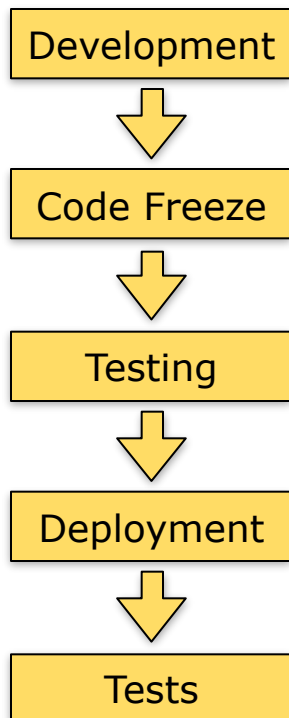 Development
Code Freeze
Testing
Deployment
Tests